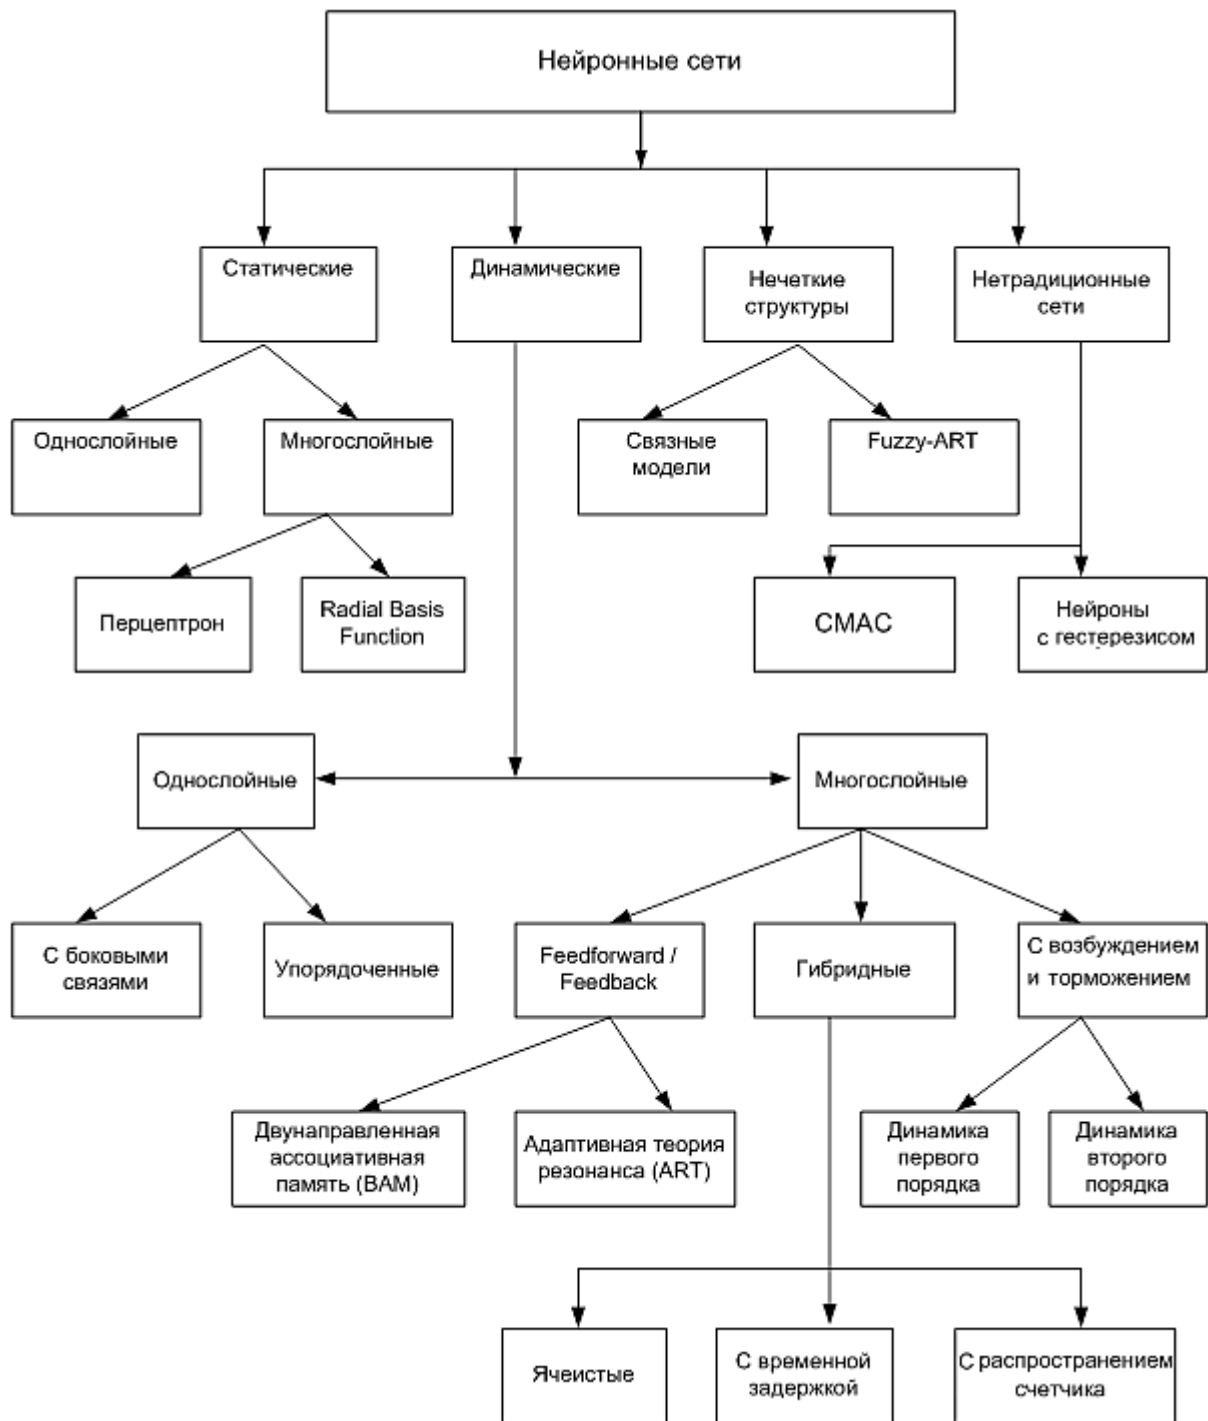 Нейронные сети
Статические
Динамические
Нечеткие
структуры
Нетрадиционные
сети
Однослойные
Многослойные
Связные
модели
Fuzzy-ART
Перцептрон
Radial Basis
Function
CMAC
Нейроны
с гестерезисом
Однослойные
Многослойные
С боковыми
связями
Упорядоченные
Feedforward /
Feedback
Гибридные
С возбуждением
и торможением
Двунаправленная
ассоциативная
память (BAM)
Адаптивная теория
резонанса (ART)
Динамика
первого
порядка
Динамика
второго
порядка
Ячеистые
С временной
задержкой
С распространением
счетчика